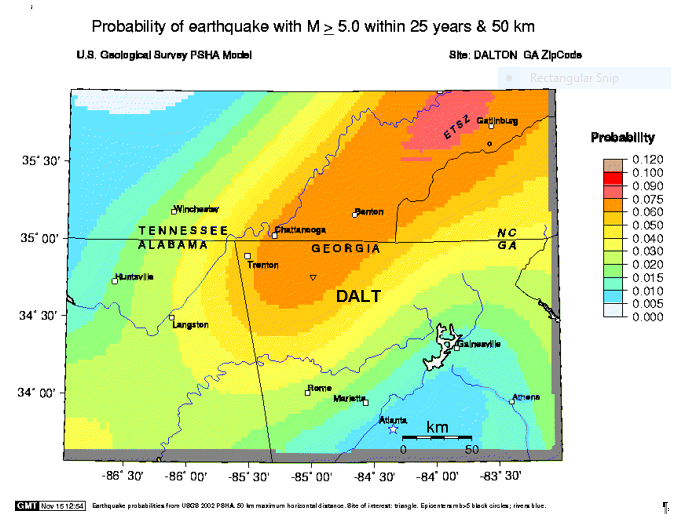 Probability of earthquake with M ≥ 5.0 within 25 years & 50 km
U.S. Geological Survey PSHA Model Site: DALTON GA ZipCode
Rectangular Snip
Probability
0.120
0.100
0.090
0.075
0.060
0.050
0.040
0.030
0.020
0.015
0.010
0.005
0.000
ETSZ
Gatlinburg
35° 30'
Winchester
Benton
TENNESSEE
Chattanooga
NC
35° 00'
ALABAMA
GEORGIA
GA
Trenton
Huntsville
DALT
34° 30'
Langston
Gainesville
34° 00'
Rome
Marietta
Athens
Atlanta
km
0 50
-86° 30' -86° 00' -85° 30' -85° 00' -84° 30' -84° 00' -83° 30'
GMT Nov 15 12:54 Earthquake probabilities from USGS 2002 PSHA. 50 km maximum horizontal distance. Site of interest: triangle. Epicenters mb>5 black circles; rivers blue.